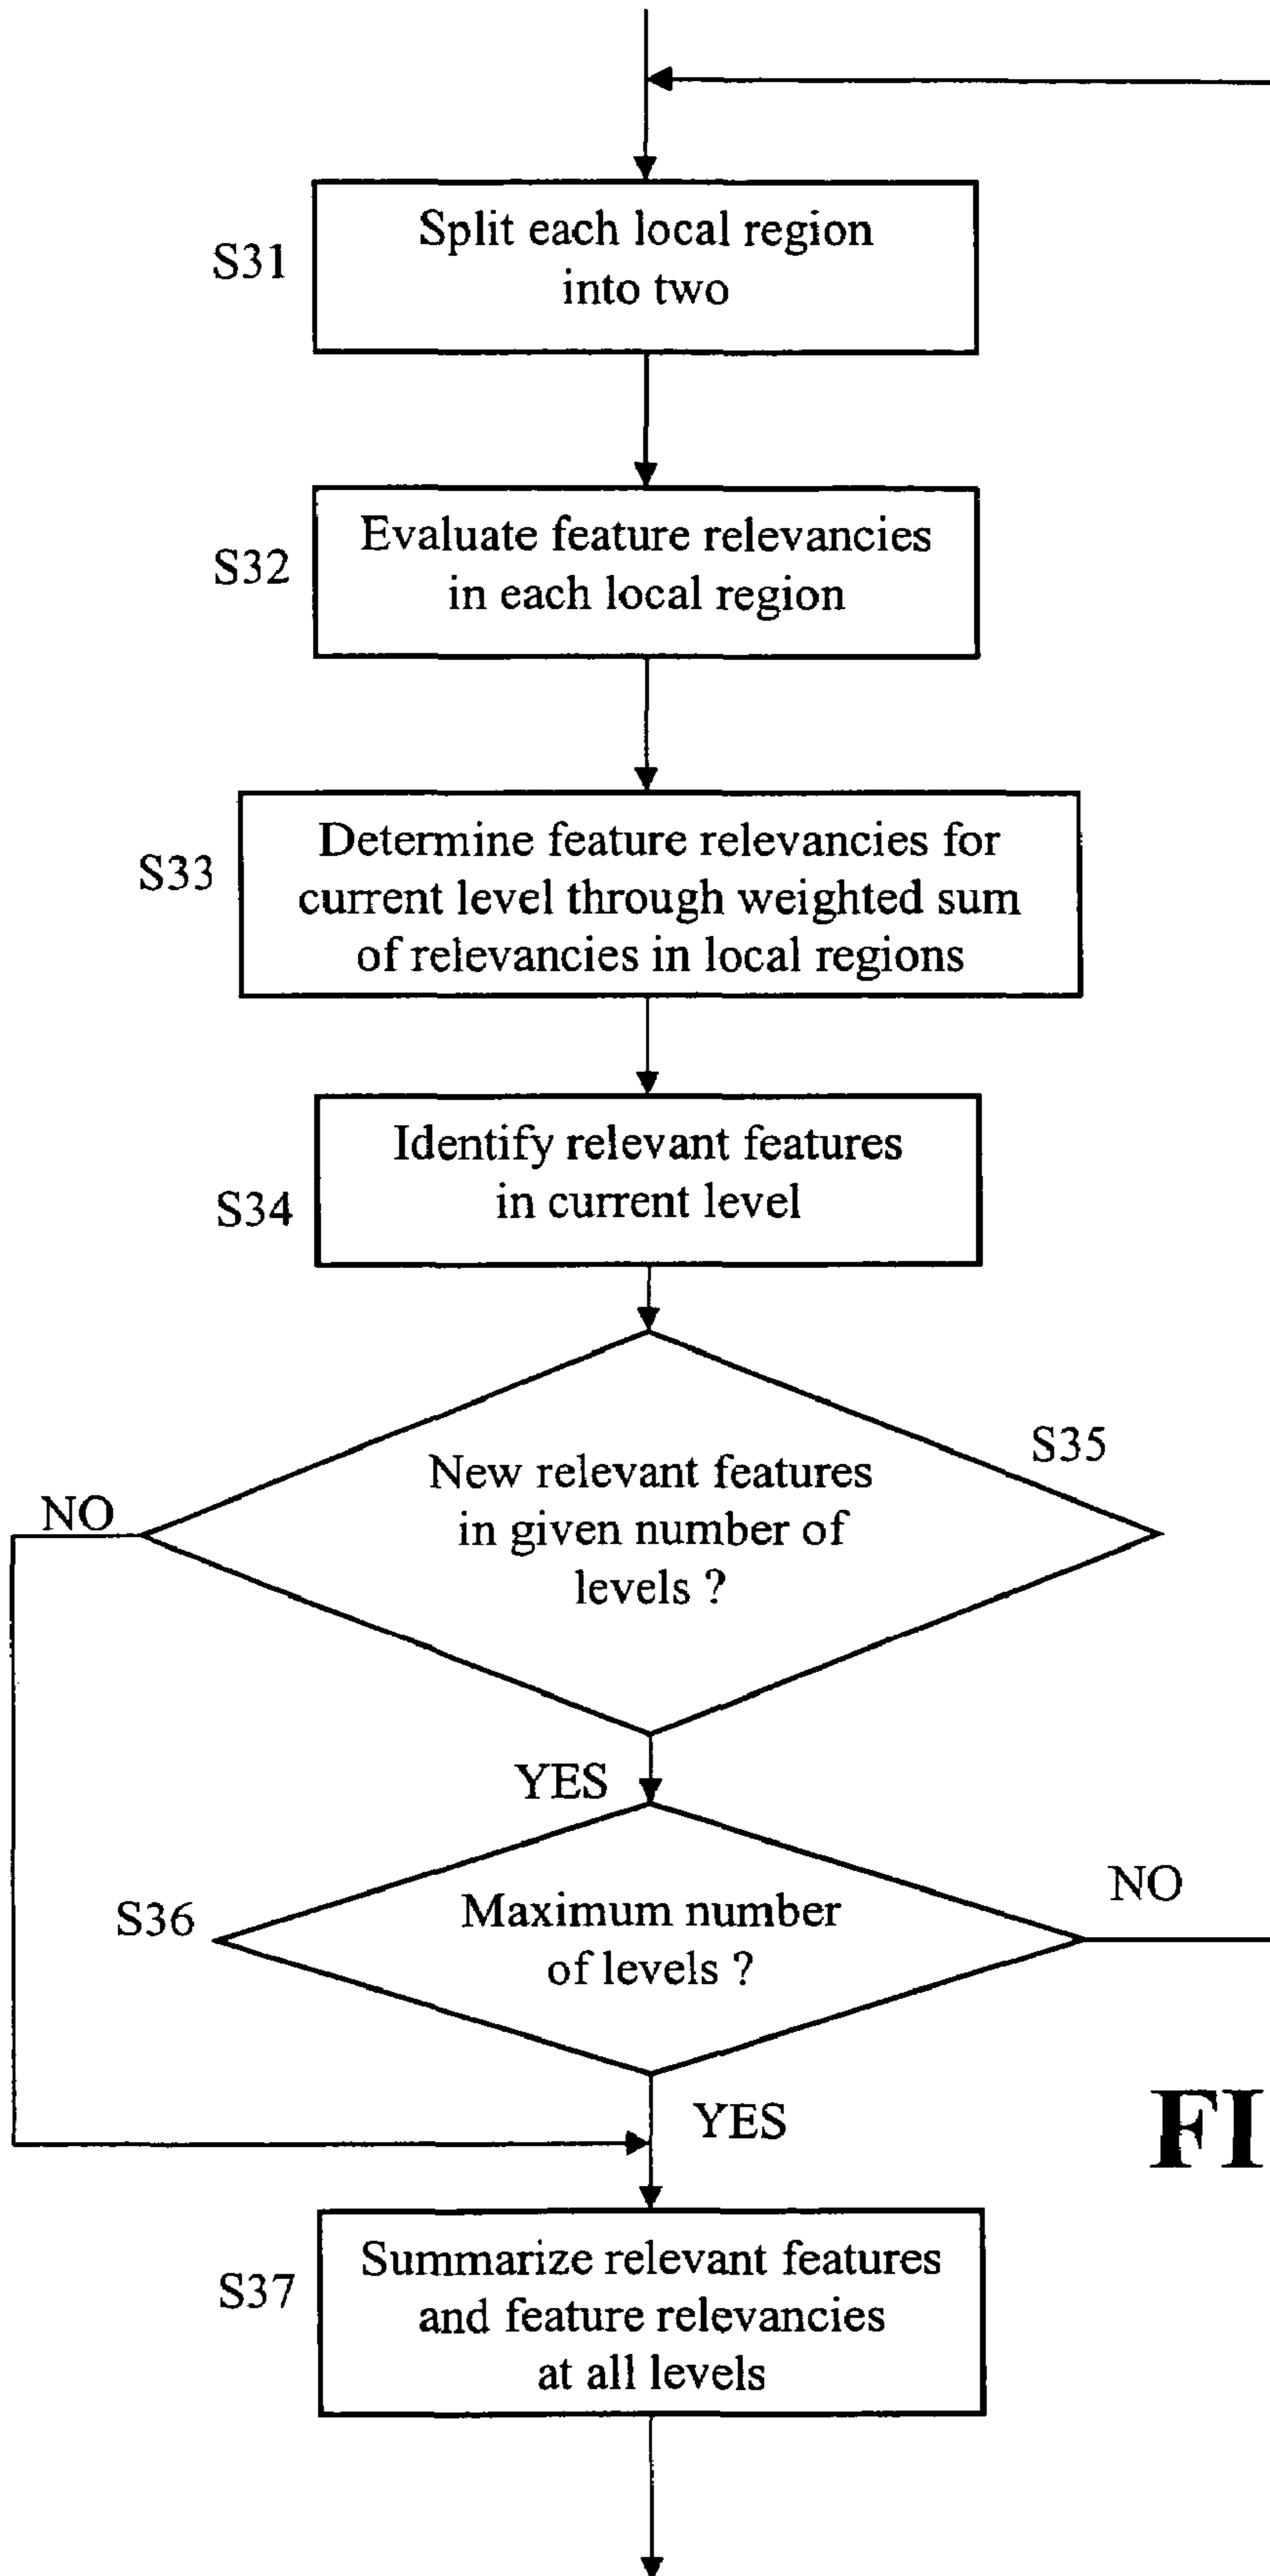 S31
Split each local region
into two
S32
Evaluate feature relevancies
in each local region
S33
Determine feature relevancies for
current level through weighted sum
of relevancies in local regions
S34
Identify relevant features
in current level
S35
New relevant features
in given number of
levels ?
NO
YES
S36
Maximum number
of levels ?
NO
YES
FI
S37
Summarize relevant features
and feature relevancies
at all levels